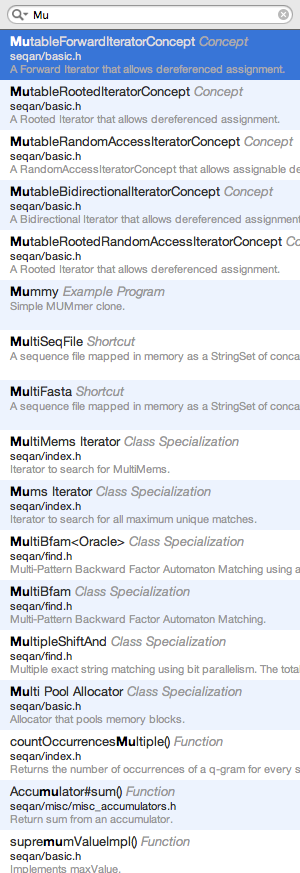 Mu
MutableForwardIteratorConcept Concept
seqan/basic.h
A Forward Iterator that allows dereferenced assignment.
MutableRootedIteratorConcept Concept
seqan/basic.h
A Rooted Iterator that allows dereferenced assignment.
MutableRandomAccessIteratorConcept Concept
seqan/basic.h
A RandomAccessIteratorConcept that allows assignable de
MutableBidirectionalIteratorConcept Concept
seqan/basic.h
A Bidirectional Iterator that allows dereferenced assignment
MutableRootedRandomAccessIteratorConcept Co
seqan/basic.h
A Rooted Iterator that allows dereferenced assignment.
Mummy Example Program
Simple MUMmer clone.
MultiSeqFile Shortcut
A sequence file mapped in memory as a StringSet of conca
MultiFasta Shortcut
A sequence file mapped in memory as a StringSet of conca
MultiMems Iterator Class Specialization
seqan/index.h
Iterator to search for MultiMems.
Mums Iterator Class Specialization
seqan/index.h
Iterator to search for all maximum unique matches.
MultiBfam<Oracle> Class Specialization
seqan/find.h
Multi-Pattern Backward Factor Automaton Matching using a
MultiBfam Class Specialization
seqan/find.h
Multi-Pattern Backward Factor Automaton Matching.
MultipleShiftAnd Class Specialization
seqan/find.h
Multiple exact string matching using bit parallelism. The total
Multi Pool Allocator Class Specialization
seqan/basic.h
Allocator that pools memory blocks.
countOccurrencesMultiple() Function
seqan/index.h
Returns the number of occurrences of a q-gram for every s
Accumulator#sum() Function
seqan/misc/misc_accumulators.h
Return sum from an accumulator.
supremumValueImpl() Function
seqan/basic.h
Implements maxValue.